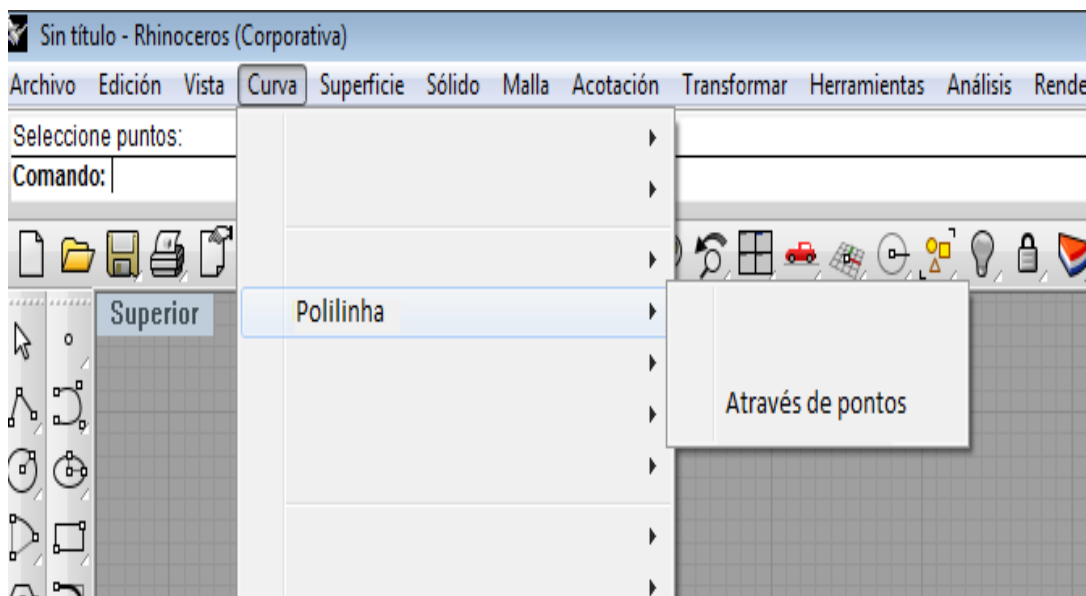 Sin título - Rhinoceros (Corporativa)
Archivo Edición Vista Curva Superficie Sólido Malla Acotación Transformar Herramientas Análisis Rende
Seleccione puntos:
Comando:
Superior
Polilinha
Através de pontos